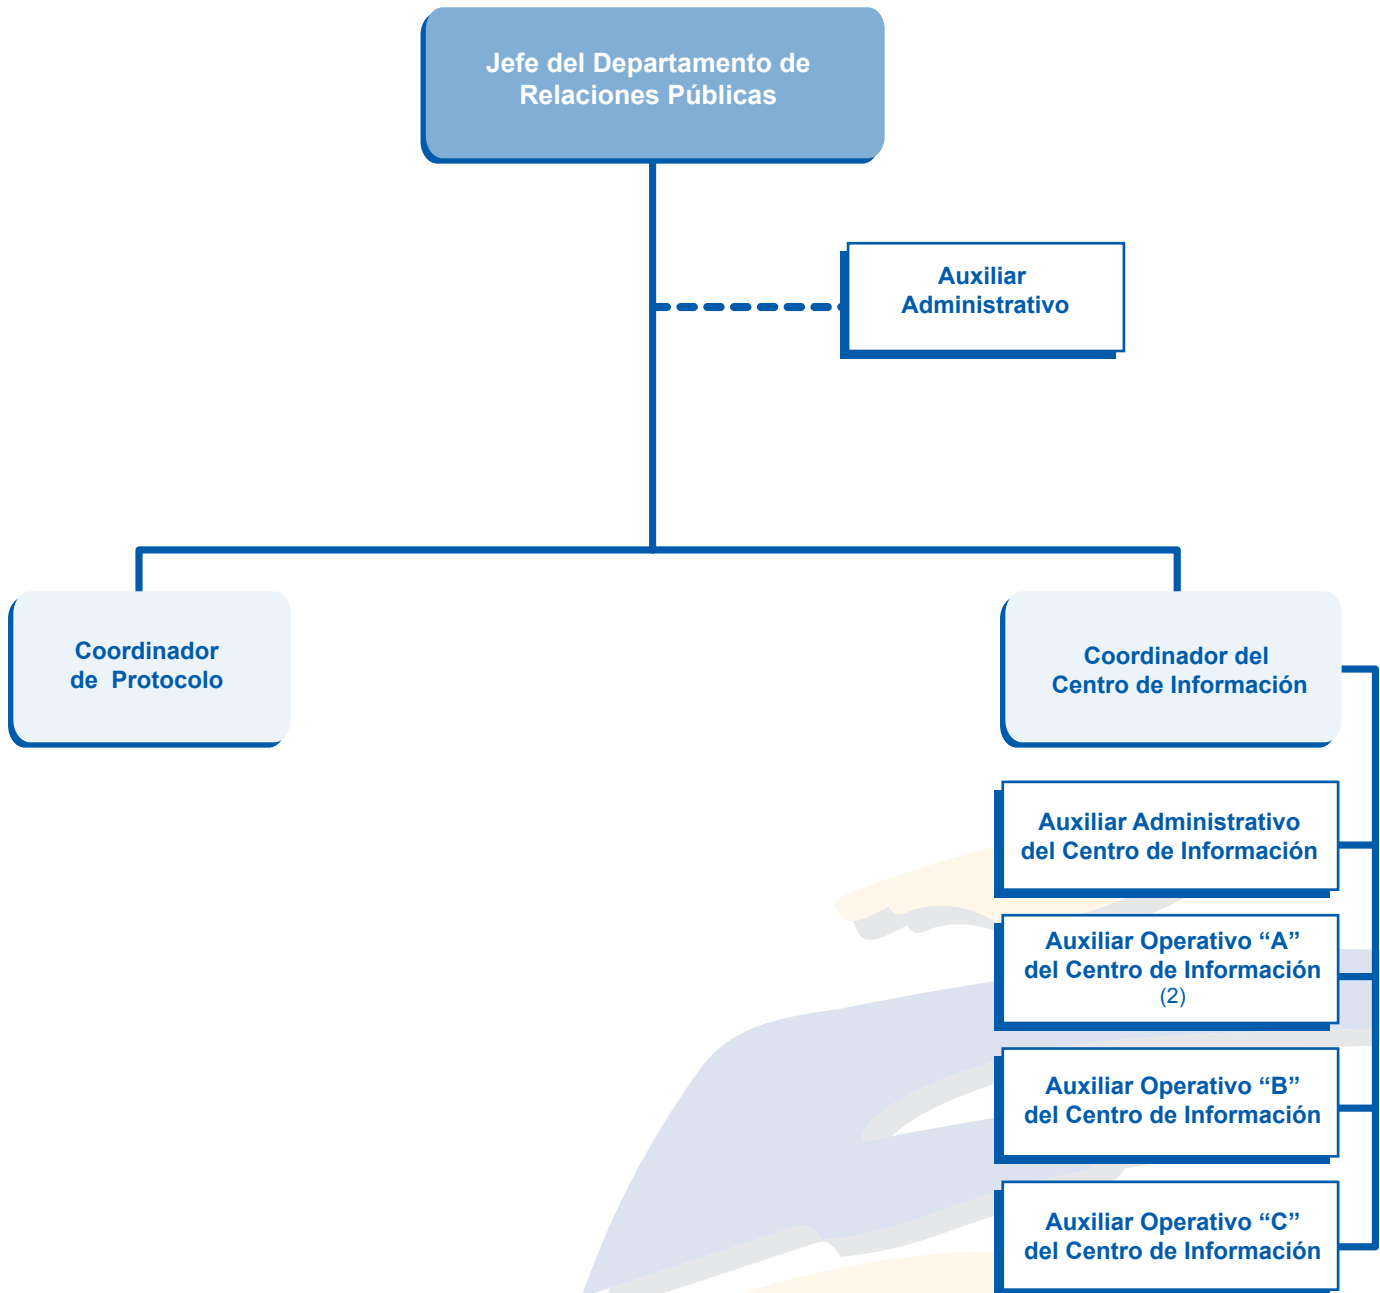 Jefe del Departamento de
Relaciones Públicas
Auxiliar
Administrativo
Coordinador
de Protocolo
Coordinador del
Centro de Información
Auxiliar Administrativo
del Centro de Información
Auxiliar Operativo “A”
del Centro de Información
(2)
Auxiliar Operativo “B”
del Centro de Información
Auxiliar Operativo “C”
del Centro de Información